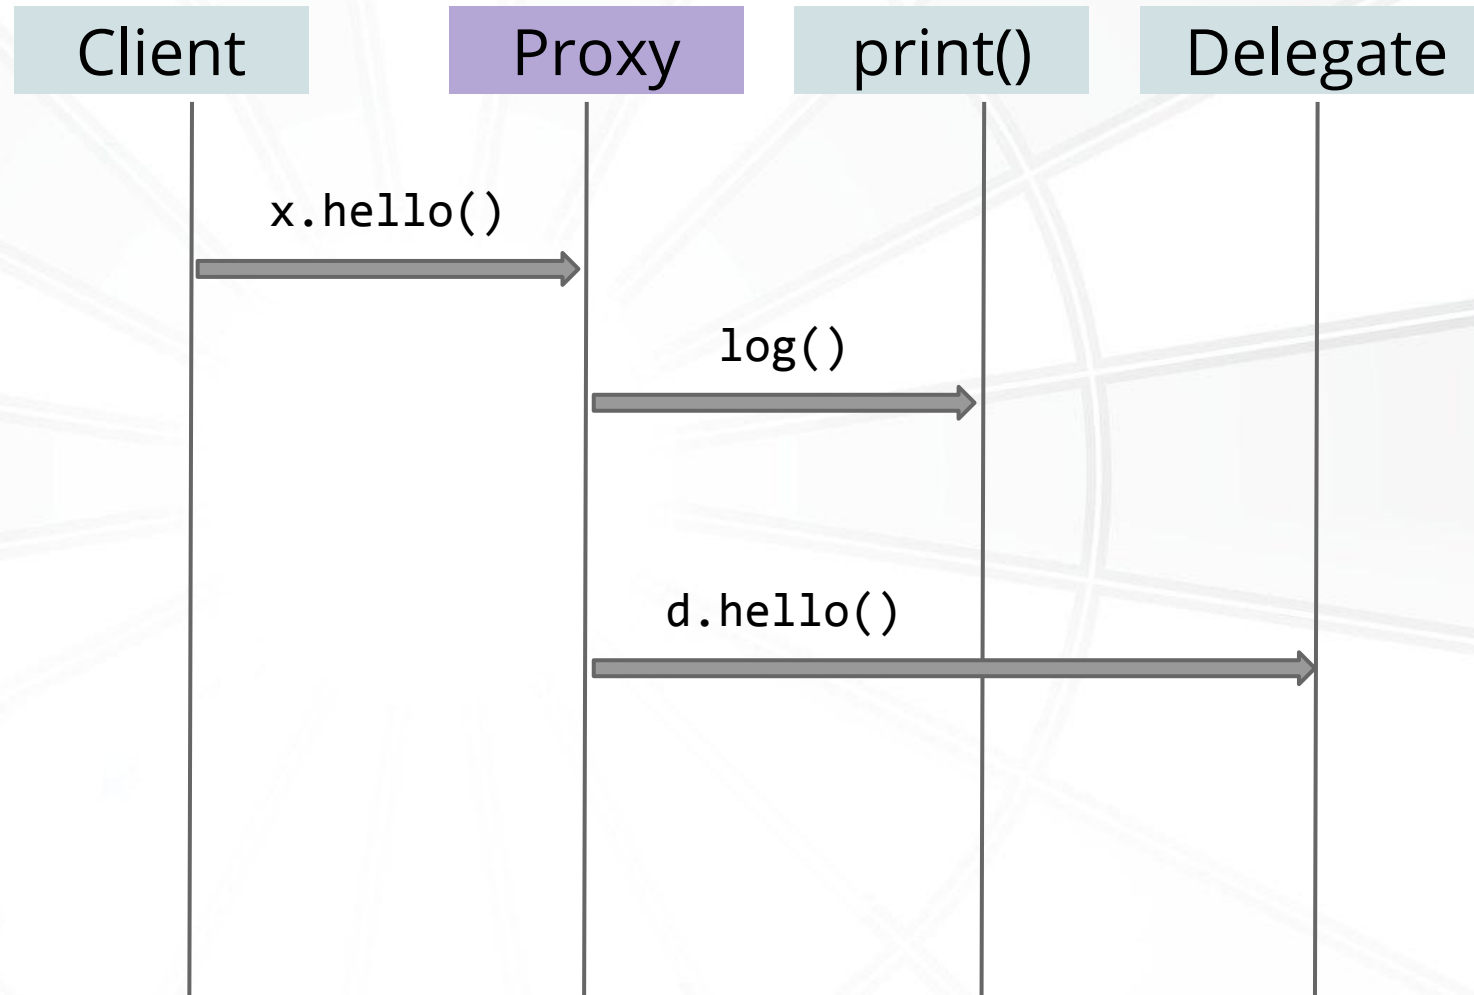 Client
Proxy
print()
Delegate
x.hello()
log()
d.hello()